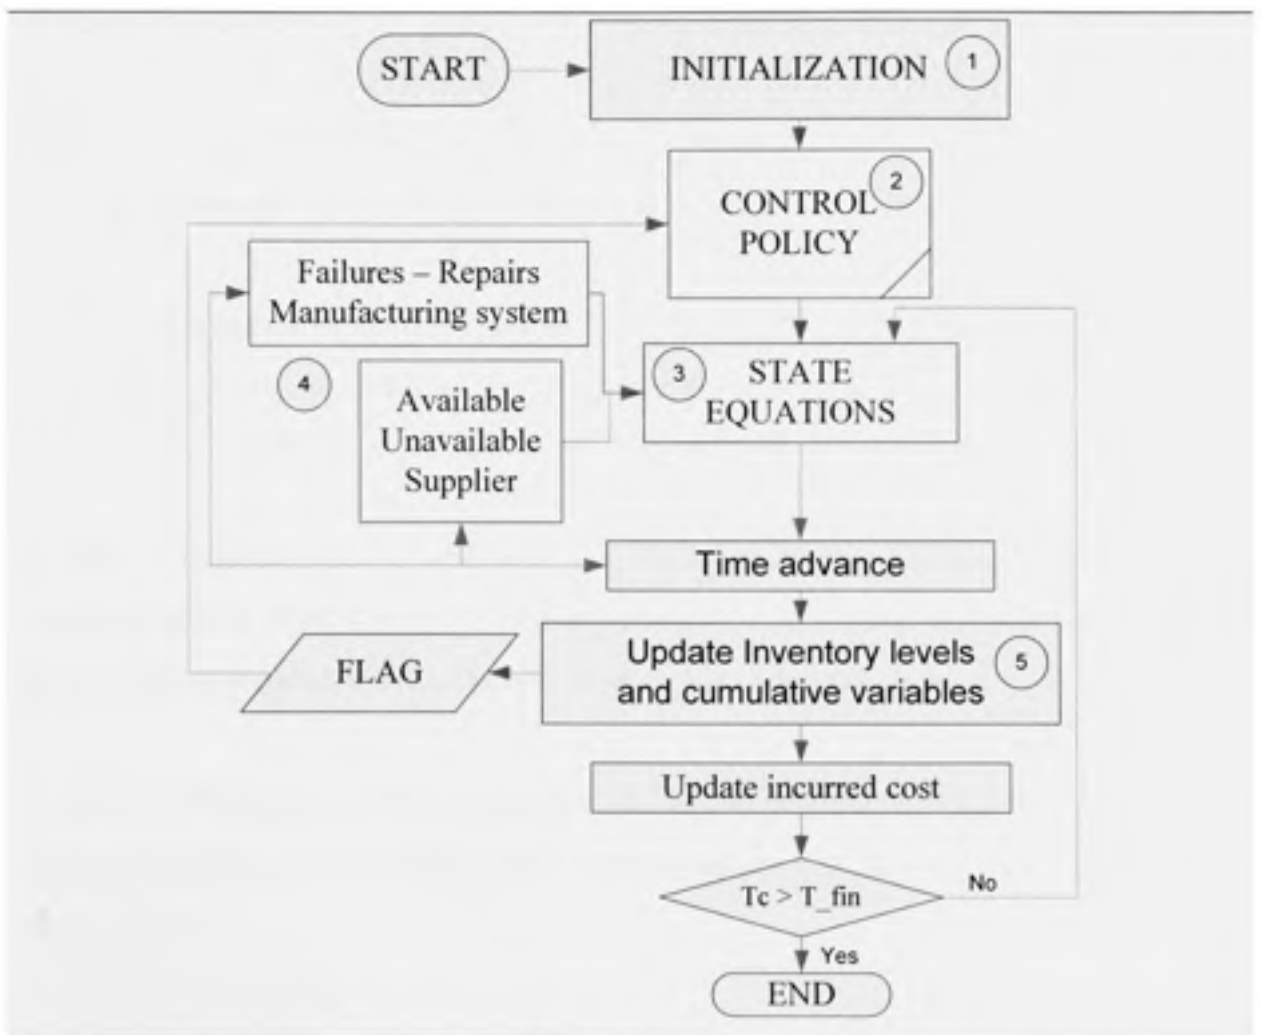 START
INITIALIZATION
1
CONTROL
POLICY
2
Failures – Repairs
Manufacturing system
4
Available
Unavailable
Supplier
3
STATE
EQUATIONS
Time advance
FLAG
Update Inventory levels
and cumulative variables
5
Update incurred cost
Tc > T_fin
No
Yes
END